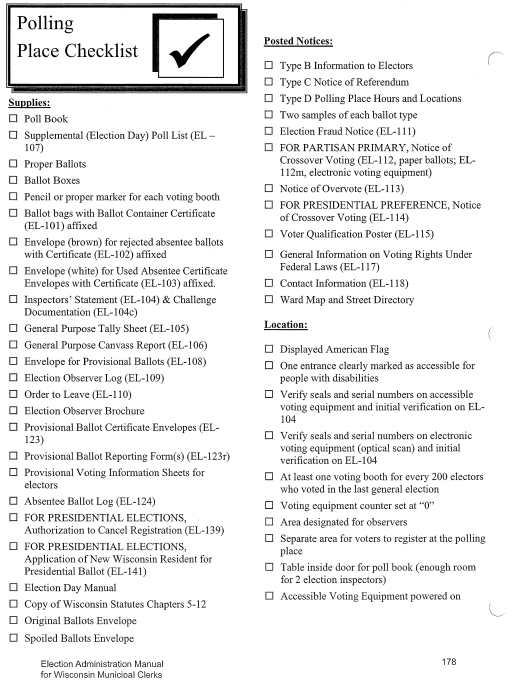 Polling
Place Checklist
Supplies:
☐ Poll Book
☐ Supplemental (Election Day) Poll List (EL –
107)
☐ Proper Ballots
☐ Ballot Boxes
☐ Pencil or proper marker for each voting booth
☐ Ballot bags with Ballot Container Certificate
(EL-101) affixed
☐ Envelope (brown) for rejected absentee ballots
with Certificate (EL-102) affixed
☐ Envelope (white) for Used Absentee Certificate
Envelopes with Certificate (EL-103) affixed.
☐ Inspectors' Statement (EL-104) & Challenge
Documentation (EL-104c)
☐ General Purpose Tally Sheet (EL-105)
☐ General Purpose Canvass Report (EL-106)
☐ Envelope for Provisional Ballots (EL-108)
☐ Election Observer Log (EL-109)
☐ Order to Leave (EL-110)
☐ Election Observer Brochure
☐ Provisional Ballot Certificate Envelopes (EL-
123)
☐ Provisional Ballot Reporting Form(s) (EL-123r)
☐ Provisional Voting Information Sheets for
electors
☐ Absentee Ballot Log (EL-124)
☐ FOR PRESIDENTIAL ELECTIONS,
Authorization to Cancel Registration (EL-139)
☐ FOR PRESIDENTIAL ELECTIONS,
Application of New Wisconsin Resident for
Presidential Ballot (EL-141)
☐ Election Day Manual
☐ Copy of Wisconsin Statutes Chapters 5-12
☐ Original Ballots Envelope
☐ Spoiled Ballots Envelope
Posted Notices:
☐ Type B Information to Electors
☐ Type C Notice of Referendum
☐ Type D Polling Place Hours and Locations
☐ Two samples of each ballot type
☐ Election Fraud Notice (EL-111)
☐ FOR PARTISAN PRIMARY, Notice of
Crossover Voting (EL-112, paper ballots; EL-
112m, electronic voting equipment)
☐ Notice of Overvote (EL-113)
☐ FOR PRESIDENTIAL PREFERENCE, Notice
of Crossover Voting (EL-114)
☐ Voter Qualification Poster (EL-115)
☐ General Information on Voting Rights Under
Federal Laws (EL-117)
☐ Contact Information (EL-118)
☐ Ward Map and Street Directory
Location:
☐ Displayed American Flag
☐ One entrance clearly marked as accessible for
people with disabilities
☐ Verify seals and serial numbers on accessible
voting equipment and initial verification on EL-
104
☐ Verify seals and serial numbers on electronic
voting equipment (optical scan) and initial
verification on EL-104
☐ At least one voting booth for every 200 electors
who voted in the last general election
☐ Voting equipment counter set at "0"
☐ Area designated for observers
☐ Separate area for voters to register at the polling
place
☐ Table inside door for poll book (enough room
for 2 election inspectors)
☐ Accessible Voting Equipment powered on
Election Administration Manual
for Wisconsin Municipal Clerks
178